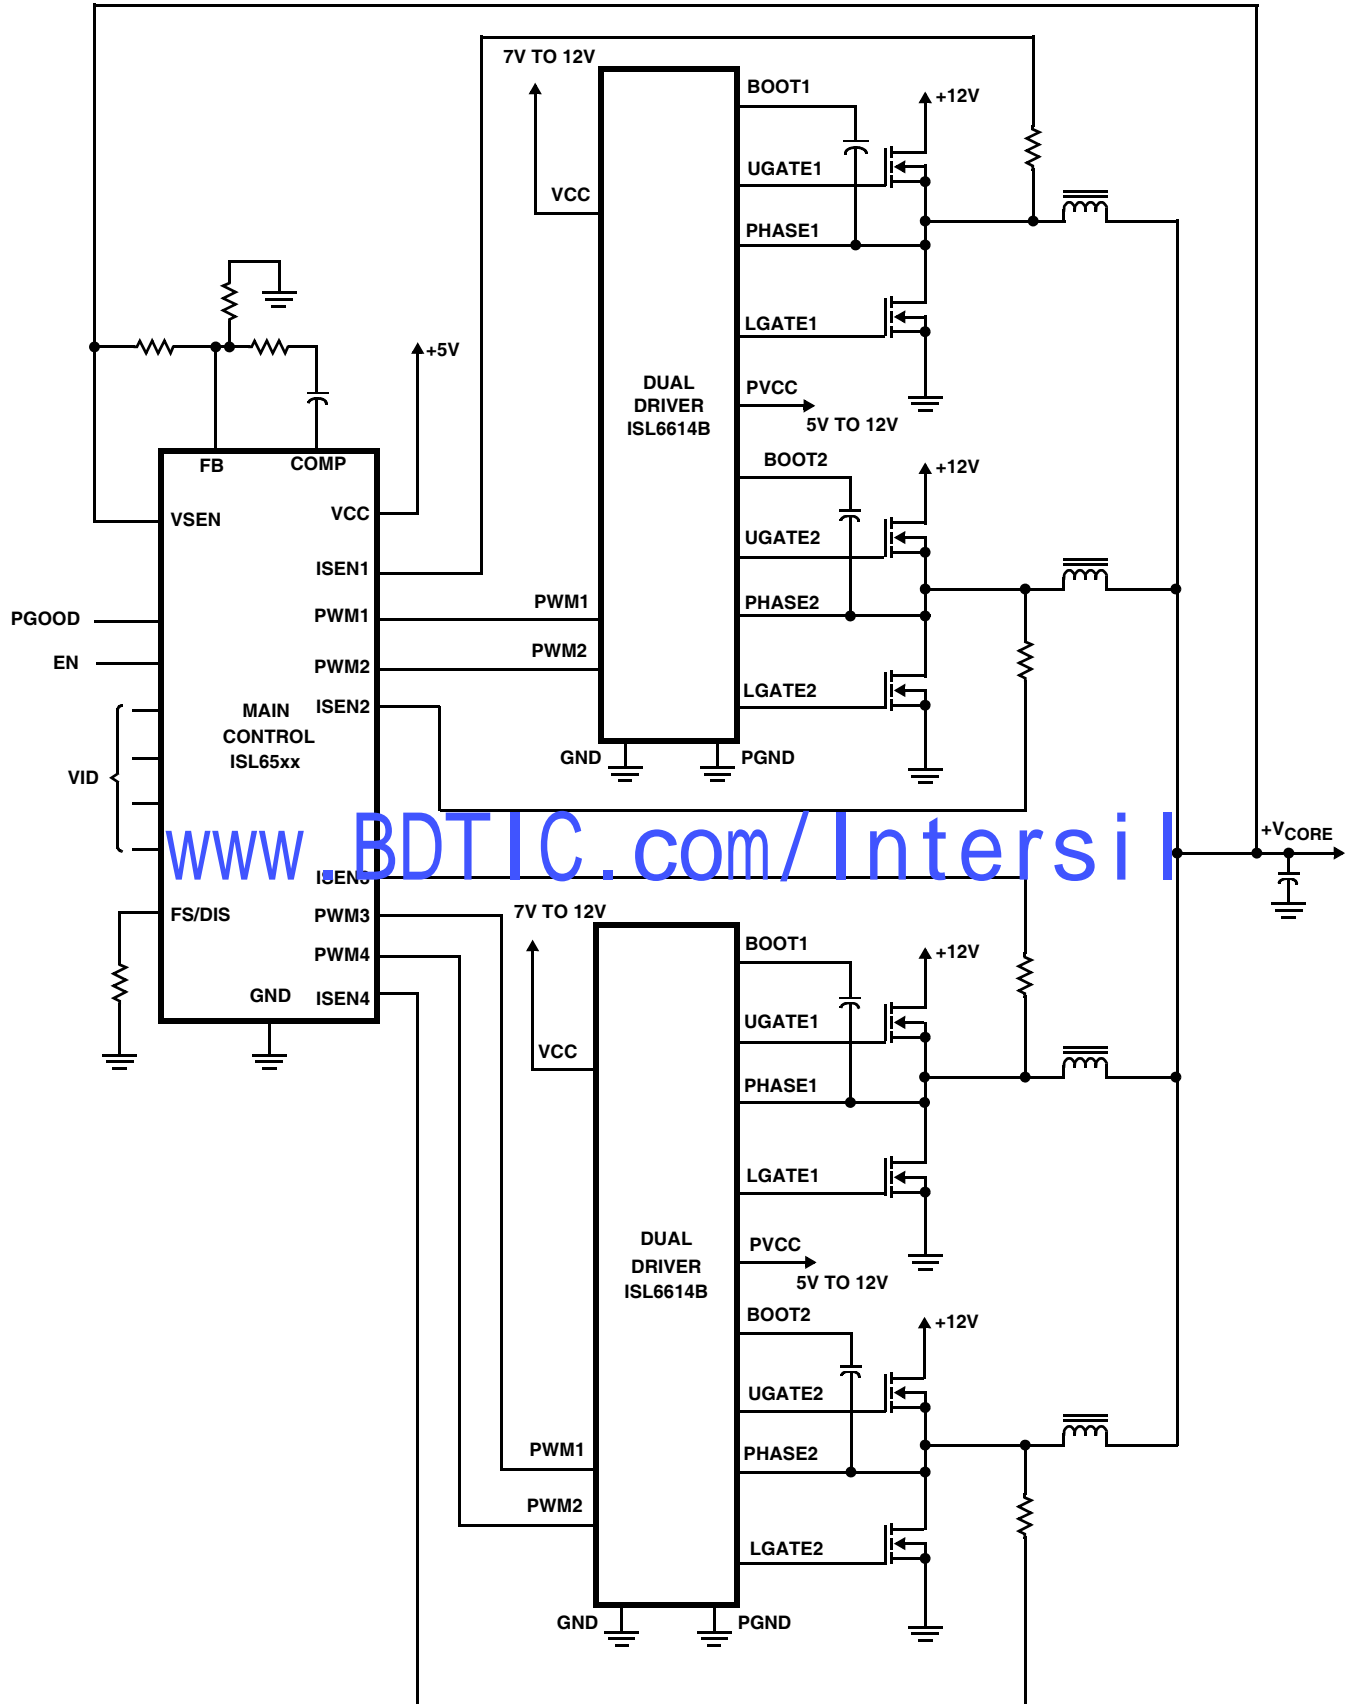 7V TO 12V
BOOT1
+12V
UGATE1
VCC
PHASE1
LGATE1
+5V
DUAL
DRIVER
ISL6614B
PVCC
5V TO 12V
BOOT2
+12V
FB
COMP
VSEN
VCC
UGATE2
ISEN1
PWM1
PHASE2
PGOOD
PWM1
PWM2
EN
PWM2
LGATE2
ISEN2
MAIN
CONTROL
ISL65xx
GND
PGND
VID
+VCORE
www.BDTIC.com/Intersil
ISEN3
7V TO 12V
FS/DIS
PWM3
BOOT1
+12V
PWM4
GND
ISEN4
UGATE1
VCC
PHASE1
LGATE1
DUAL
DRIVER
ISL6614B
PVCC
5V TO 12V
BOOT2
+12V
UGATE2
PWM1
PHASE2
PWM2
LGATE2
GND
PGND